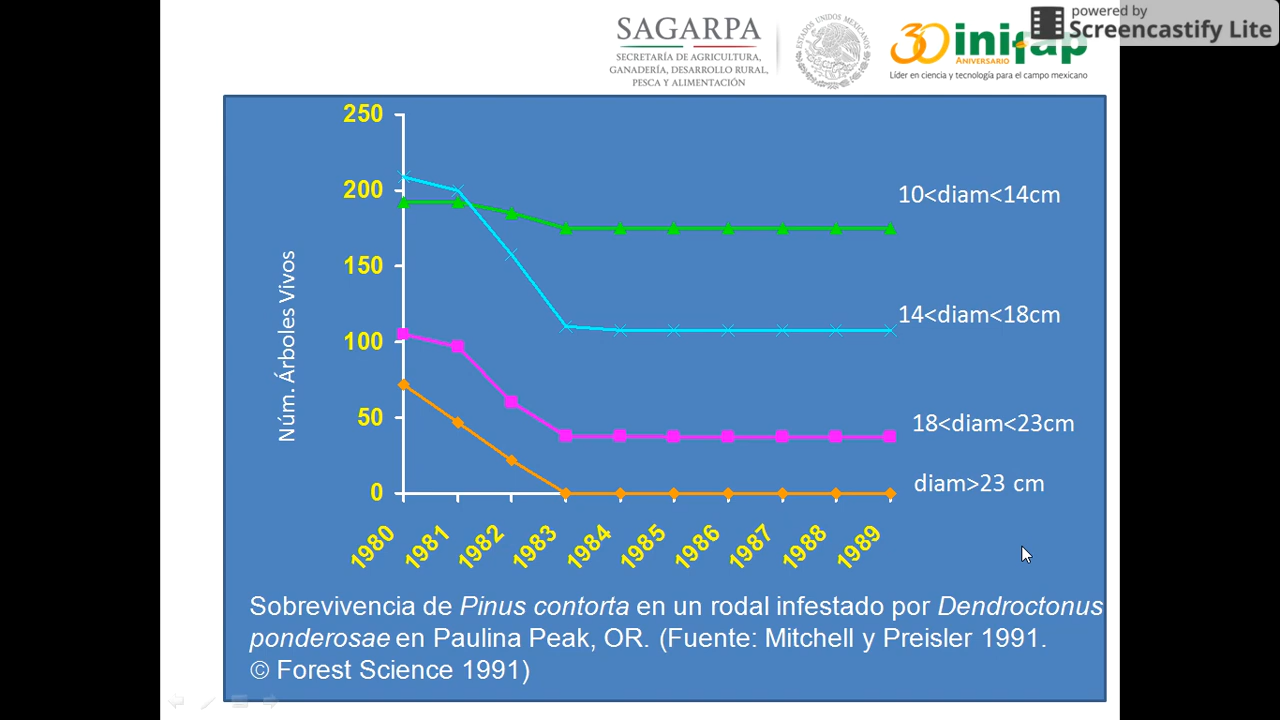 powered by
Screencastify Lite
SAGARPA
SECRETARÍA DE AGRICULTURA,
GANADERÍA, DESARROLLO RURAL,
PESCA Y ALIMENTACIÓN
ESTADOS UNIDOS MEXICANOS
30 inifap
ANIVERSARIO
Líder en ciencia y tecnología para el campo mexicano
250
200
150
100
50
0
Núm. Árboles Vivos
10<diam<14cm
14<diam<18cm
18<diam<23cm
diam>23 cm
1980 1981 1982 1983 1984 1985 1986 1987 1988 1989
Sobrevivencia de Pinus contorta en un rodal infestado por Dendroctonus
ponderosae en Paulina Peak, OR. (Fuente: Mitchell y Preisler 1991.
© Forest Science 1991)